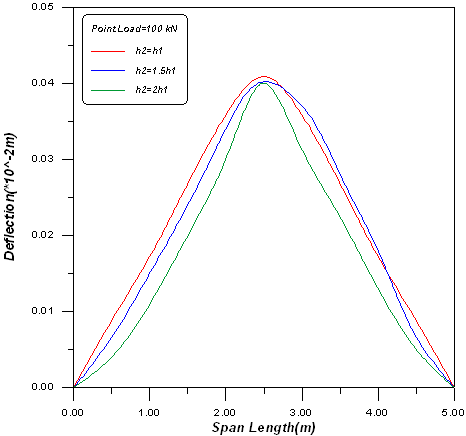 0.05
Point Load=100 kN
h2=h1
h2=1.5h1
h2=2h1
0.04
0.03
0.02
0.01
0.00
Deflection(*10^-2m)
0.00 1.00 2.00 3.00 4.00 5.00
Span Length(m)